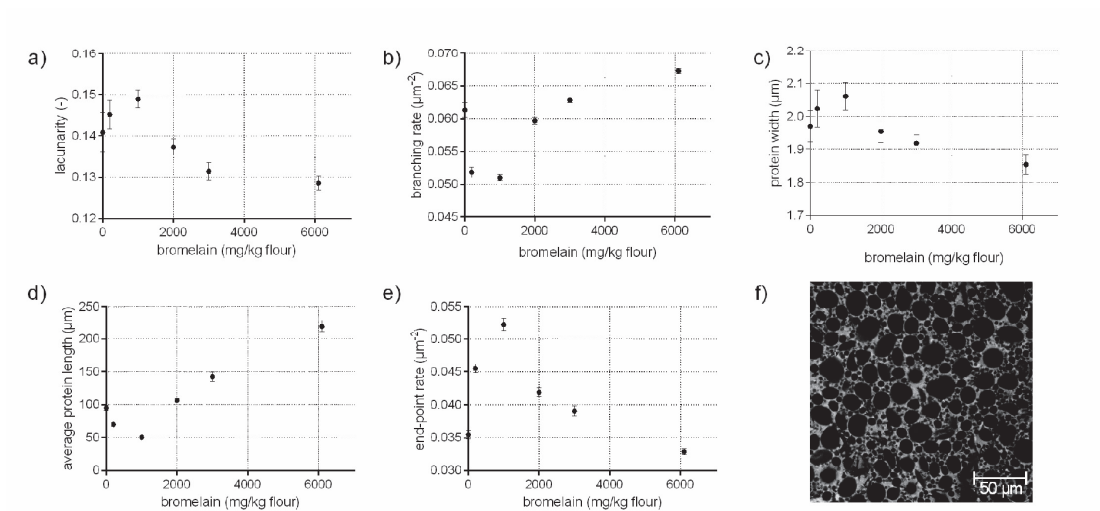 a)
lacunarity (-)
0.16
0.15
0.14
0.13
0.12
0 2000 4000 6000
bromelain (mg/kg flour)
b)
branching rate (µm⁻²)
0.070
0.065
0.060
0.055
0.050
0.045
0 2000 4000 6000
bromelain (mg/kg flour)
c)
protein width (µm)
2.2
2.1
2.0
1.9
1.8
1.7
0 2000 4000 6000
bromelain (mg/kg flour)
d)
average protein length (µm)
250
200
150
100
50
0
0 2000 4000 6000
bromelain (mg/kg flour)
e)
end-point rate (µm⁻²)
0.055
0.050
0.045
0.040
0.035
0.030
0 2000 4000 6000
bromelain (mg/kg flour)
f)
50 µm